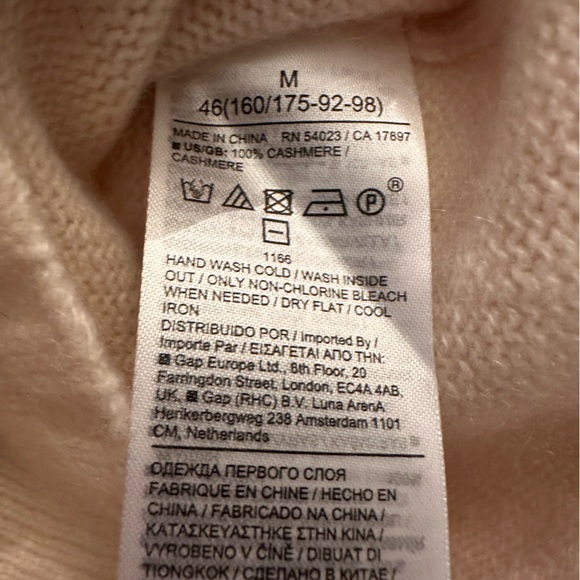 M
46(160/175-92-98)
MADE IN CHINA RN 54023 / CA 17897
US/GB: 100% CASHMERE /
CASHMERE
P ®
1166
HAND WASH COLD / WASH INSIDE
OUT / ONLY NON-CHLORINE BLEACH
WHEN NEEDED / DRY FLAT / COOL
IRON
DISTRIBUIDO POR / Imported By /
Importe Par / ΕΙΣΑΓΕΤΑΙ ΑΠΟ ΤΗΝ:
Gap Europe Ltd., 8th Floor, 20
Farringdon Street, London, EC4A 4AB,
UK, Gap (RHC) B.V. Luna ArenA
Herikerbergweg 238 Amsterdam 1101
CM, Netherlands
ОДЕЖДА ПЕРВОГО СЛОЯ
FABRIQUE EN CHINE / HECHO EN
CHINA / FABRICADO NA CHINA /
ΚΑΤΑΣΚΕΥΑΣΤΗΚΕ ΣΤΗΝ ΚΙΝΑ /
VYROBENO V ČÍNĚ / DIBUAT DI
TIONGKOK / СДЕЛАНО В КИТАЕ /